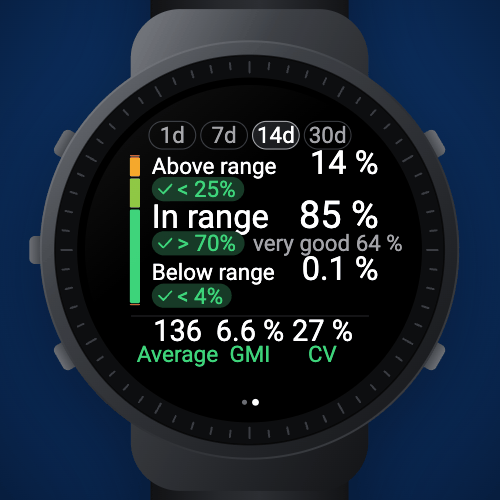 1d 7d 14d 30d
Above range 14 %
✓ < 25%
In range 85 %
✓ > 70% very good 64 %
Below range 0.1 %
✓ < 4%
136 6.6 % 27 %
Average GMI CV